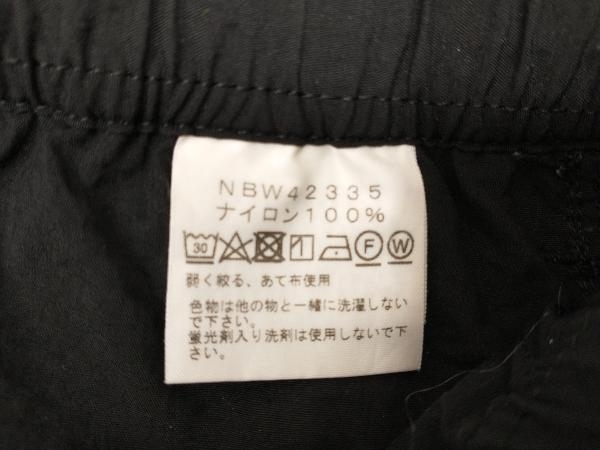 NBW42335
ナイロン100%
30 F W
弱く絞る、あて布使用
色物は他の物と一緒に洗濯しない
で下さい。
蛍光剤入り洗剤は使用しないで下
さい。